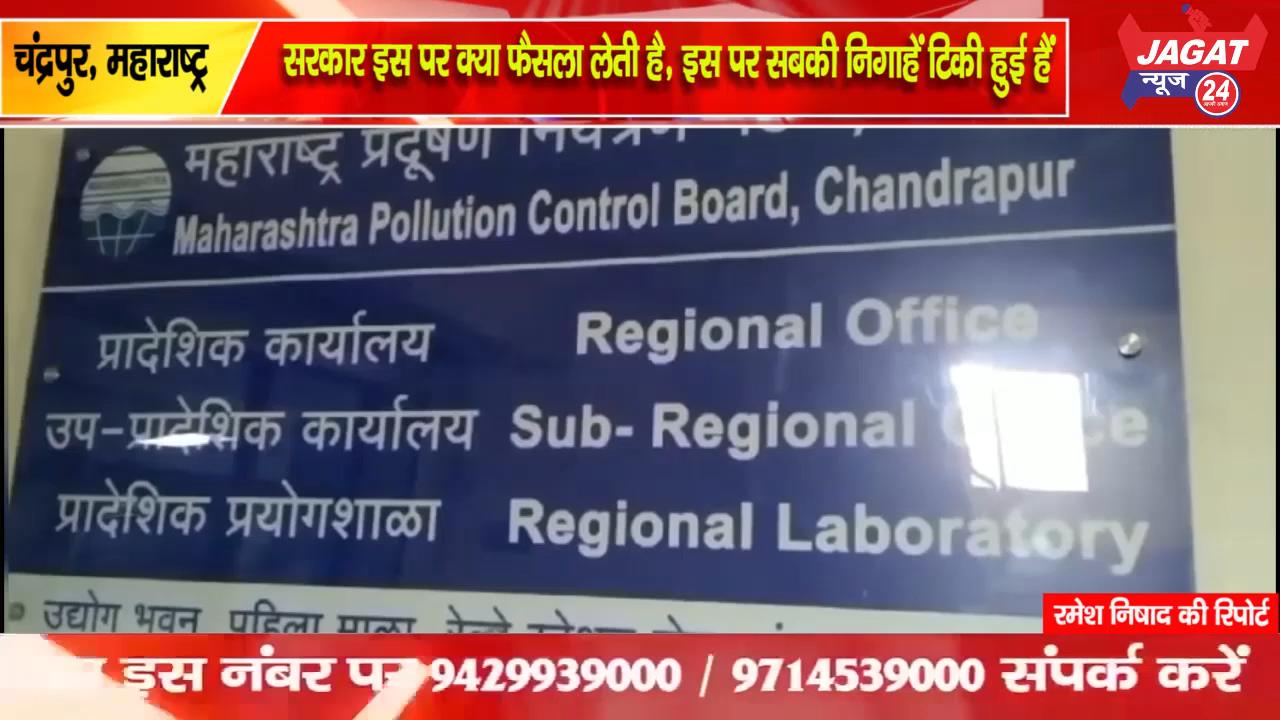 चंद्रपुर, महाराष्ट्र
सरकार इस पर क्या फैसला लेती है, इस पर सबकी निगाहें टिकी हुई हैं
JAGAT
न्यूज
24
महाराष्ट्र प्रदूषण नियंत्रण
Maharashtra Pollution Control Board, Chandrapur
प्रादेशिक कार्यालय Regional Office
उप-प्रादेशिक कार्यालय Sub- Regional
प्रादेशिक प्रयोगशाळा Regional Laboratory
उद्योग भवन पहिला माळा
रमेश निषाद की रिपोर्ट
इस नंबर पर 9429939000 / 9714539000 संपर्क करें